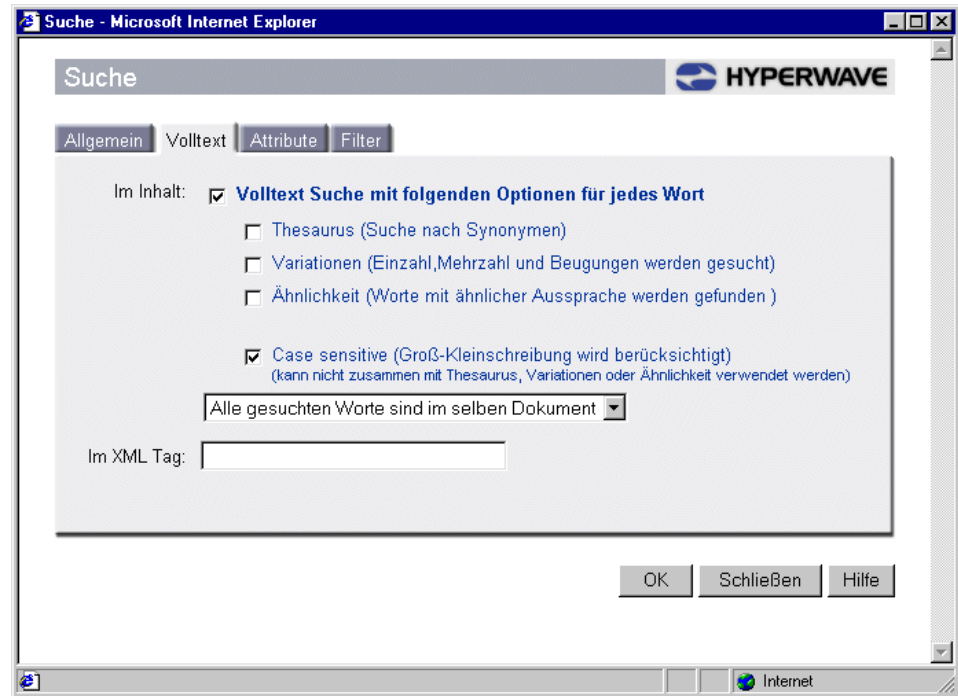 Suche - Microsoft Internet Explorer
Suche HYPERWAVE
Allgemein Volltext Attribute Filter
Im Inhalt: Volltext Suche mit folgenden Optionen für jedes Wort
Thesaurus (Suche nach Synonymen)
Variationen (Einzahl,Mehrzahl und Beugungen werden gesucht)
Ähnlichkeit (Worte mit ähnlicher Aussprache werden gefunden )
Case sensitive (Groß-Kleinschreibung wird berücksichtigt)
(kann nicht zusammen mit Thesaurus, Variationen oder Ähnlichkeit verwendet werden)
Alle gesuchten Worte sind im selben Dokument
Im XML Tag:
OK Schließen Hilfe
Internet